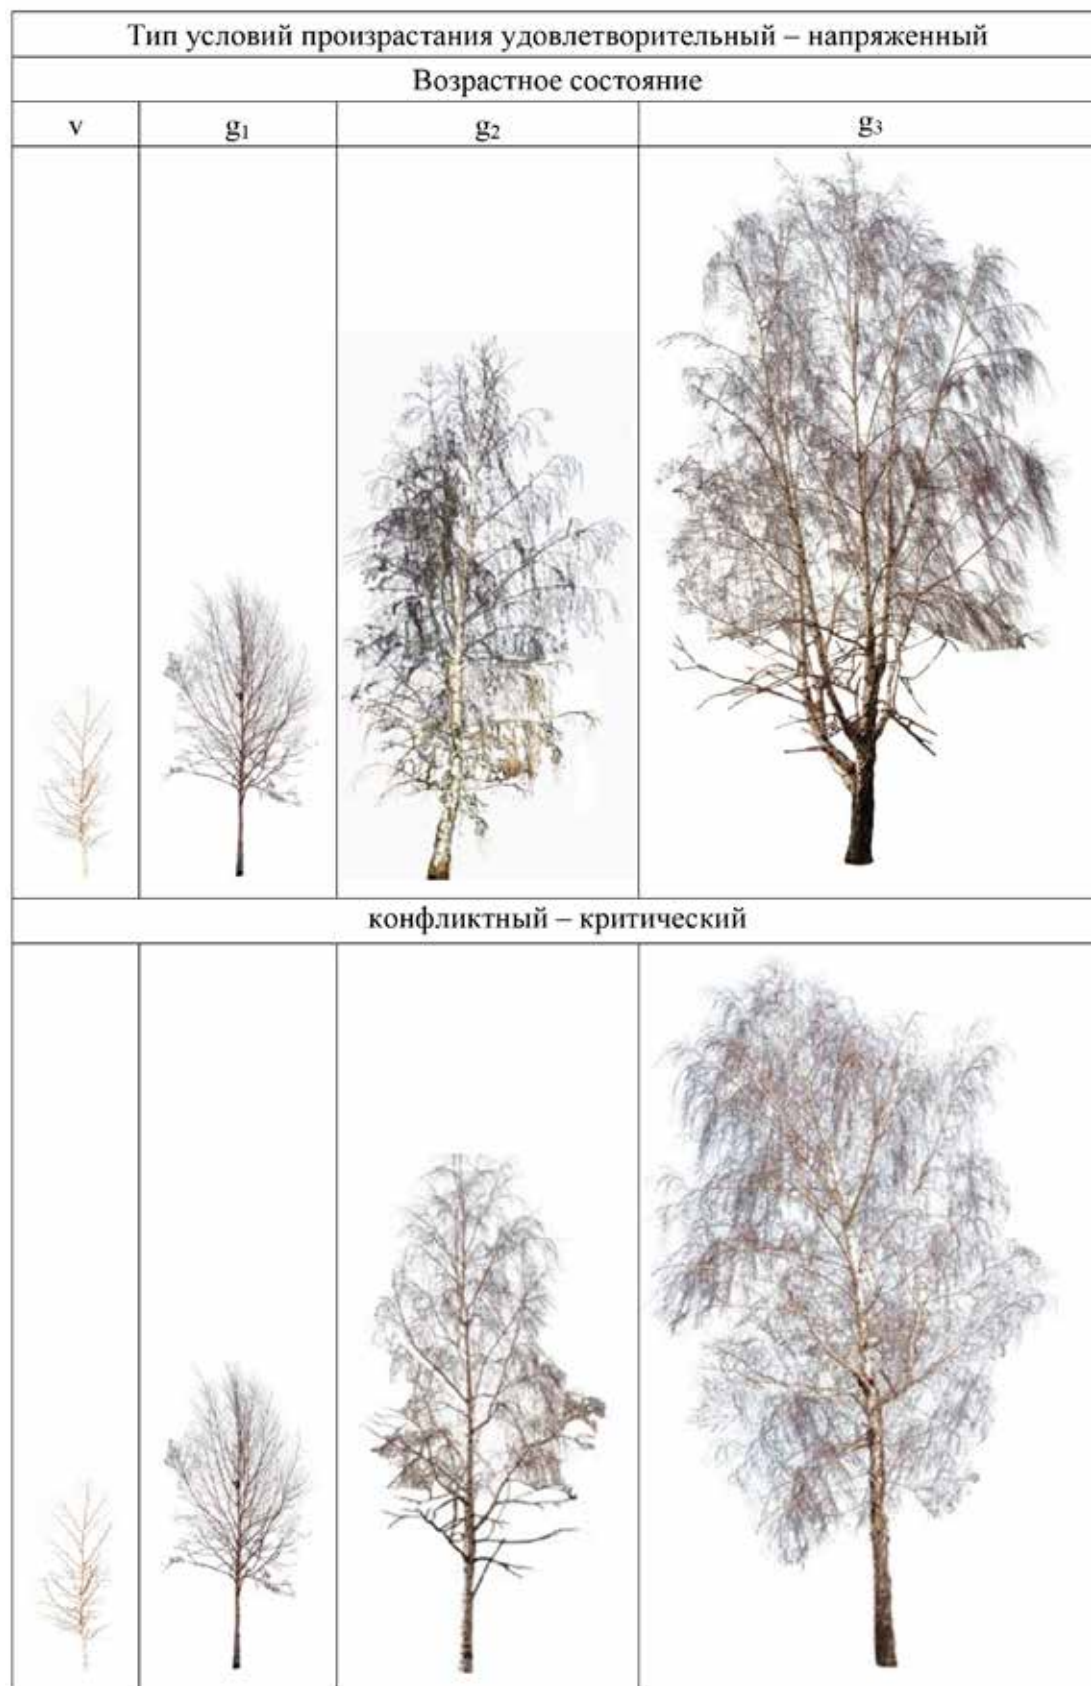 Тип условий произрастания удовлетворительный – напряженный
Возрастное состояние
v g₁ g₂ g₃
конфликтный – критический